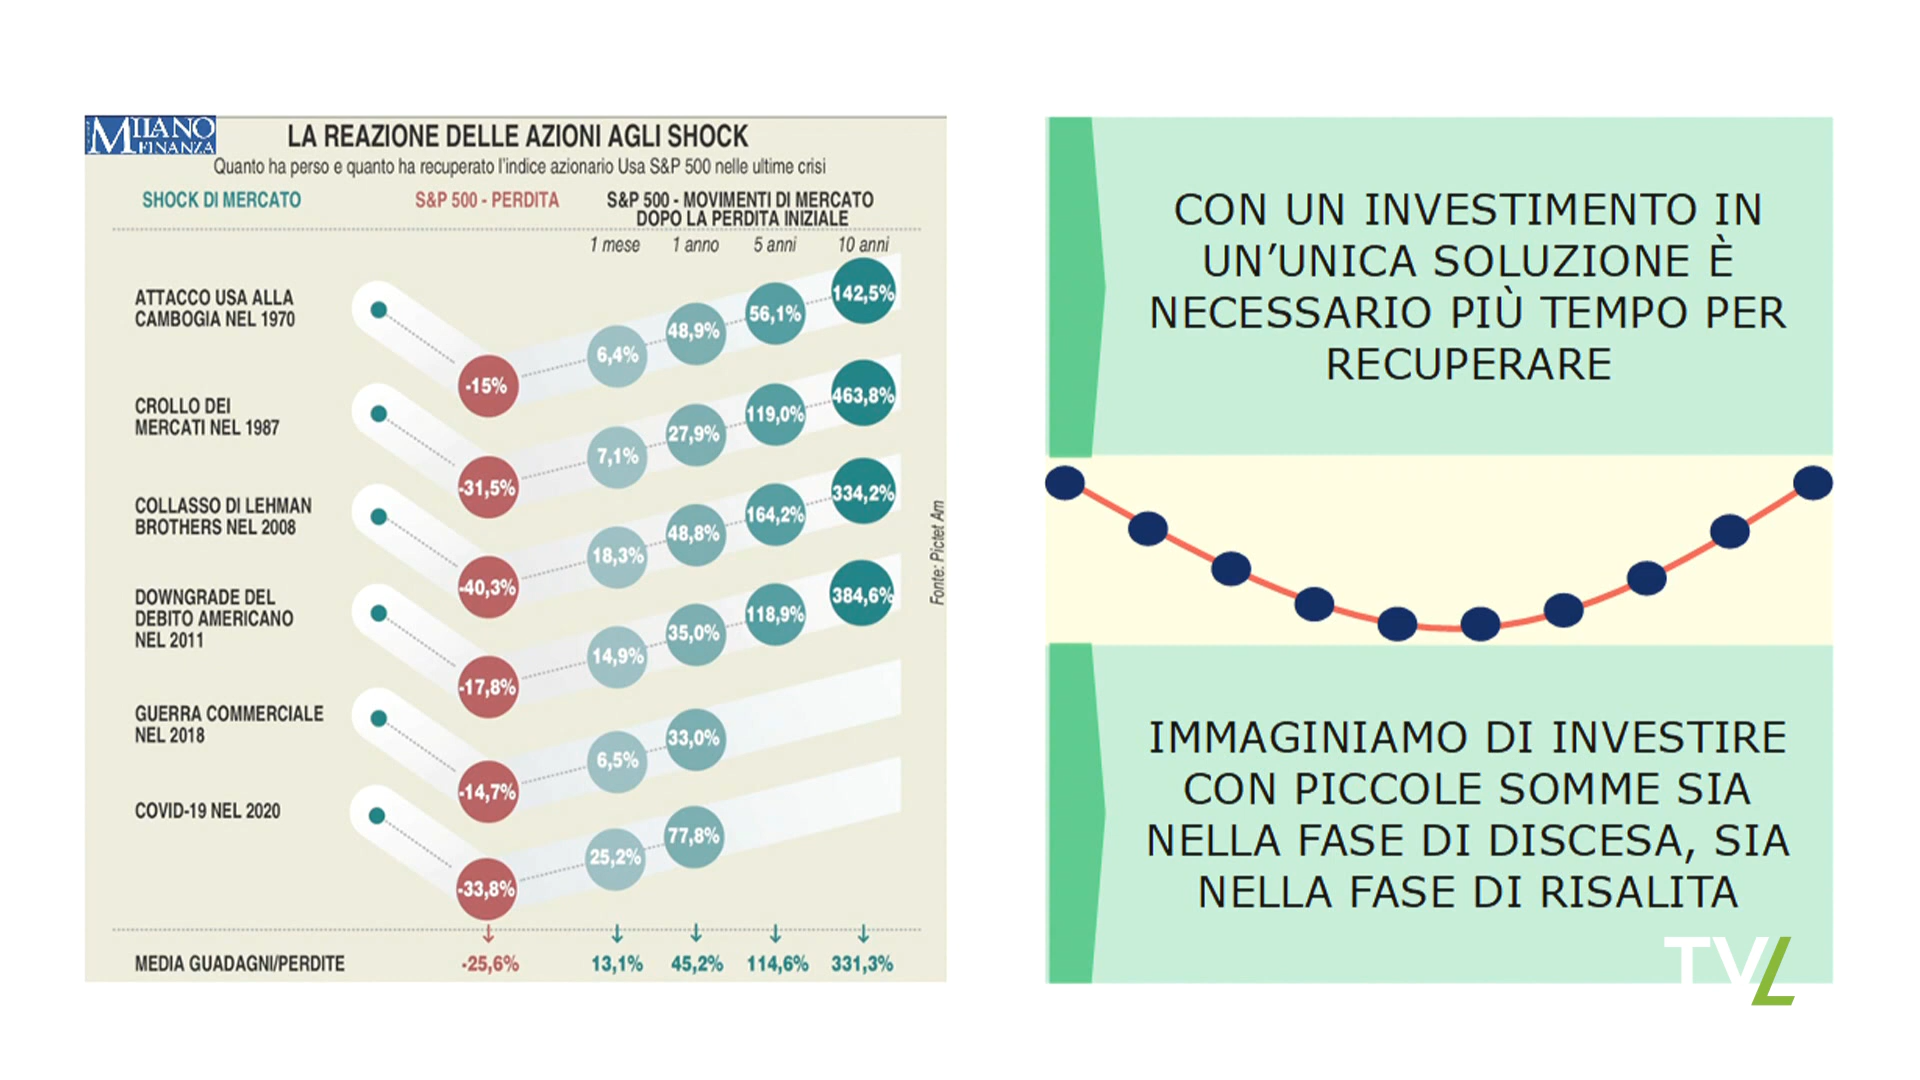 MILANO
FINANZA
LA REAZIONE DELLE AZIONI AGLI SHOCK
Quanto ha perso e quanto ha recuperato l'indice azionario Usa S&P 500 nelle ultime crisi
SHOCK DI MERCATO
S&P 500 - PERDITA
S&P 500 - MOVIMENTI DI MERCATO
DOPO LA PERDITA INIZIALE
1 mese 1 anno 5 anni 10 anni
ATTACCO USA ALLA
CAMBOGIA NEL 1970
-15% 6,4% 48,9% 56,1% 142,5%
CROLLO DEI
MERCATI NEL 1987
-31,5% 7,1% 27,9% 119,0% 463,8%
COLLASSO DI LEHMAN
BROTHERS NEL 2008
-40,3% 18,3% 48,8% 164,2% 334,2%
DOWNGRADE DEL
DEBITO AMERICANO
NEL 2011
-17,8% 14,9% 35,0% 118,9% 384,6%
GUERRA COMMERCIALE
NEL 2018
-14,7% 6,5% 33,0%
COVID-19 NEL 2020
-33,8% 25,2% 77,8%
MEDIA GUADAGNI/PERDITE -25,6% 13,1% 45,2% 114,6% 331,3%
Fonte: Pictet Am
CON UN INVESTIMENTO IN
UN'UNICA SOLUZIONE È
NECESSARIO PIÙ TEMPO PER
RECUPERARE
IMMAGINIAMO DI INVESTIRE
CON PICCOLE SOMME SIA
NELLA FASE DI DISCESA, SIA
NELLA FASE DI RISALITA
TVL